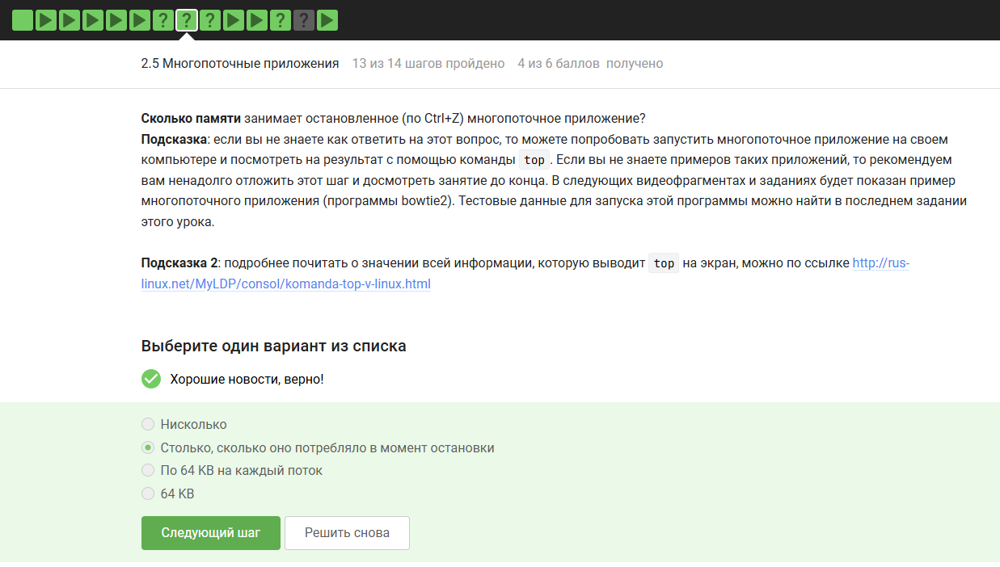 ? ? ? ? ?
2.5 Многопоточные приложения 13 из 14 шагов пройдено 4 из 6 баллов получено
Сколько памяти занимает остановленное (по Ctrl+Z) многопоточное приложение?
Подсказка: если вы не знаете как ответить на этот вопрос, то можете попробовать запустить многопоточное приложение на своем
компьютере и посмотреть на результат с помощью команды top. Если вы не знаете примеров таких приложений, то рекомендуем
вам ненадолго отложить этот шаг и досмотреть занятие до конца. В следующих видеофрагментах и заданиях будет показан пример
многопоточного приложения (программы bowtie2). Тестовые данные для запуска этой программы можно найти в последнем задании
этого урока.
Подсказка 2: подробнее почитать о значении всей информации, которую выводит top на экран, можно по ссылке http://rus-
linux.net/MyLDP/consol/komanda-top-v-linux.html
Выберите один вариант из списка
Хорошие новости, верно!
Нисколько
Столько, сколько оно потребляло в момент остановки
По 64 KB на каждый поток
64 KB
Следующий шаг Решить снова